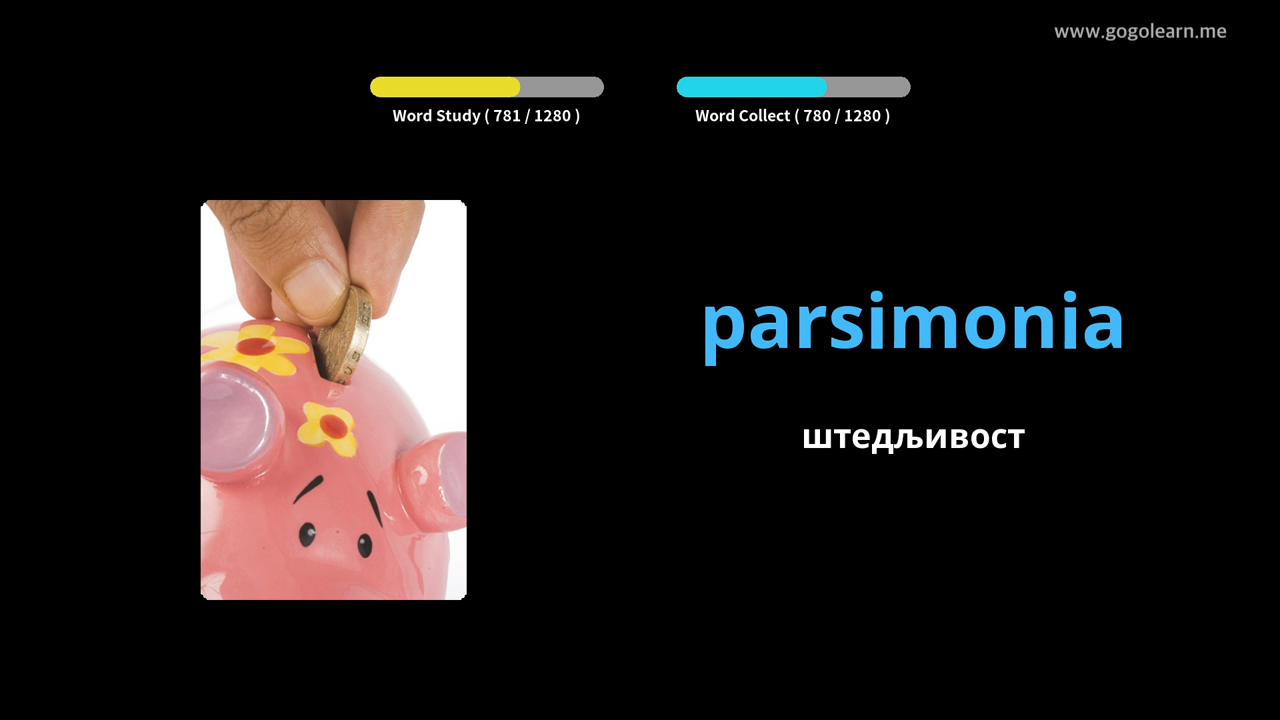 www.gogolearn.me
Word Study ( 781 / 1280 )
Word Collect ( 780 / 1280 )
parsimonia
штедљивост